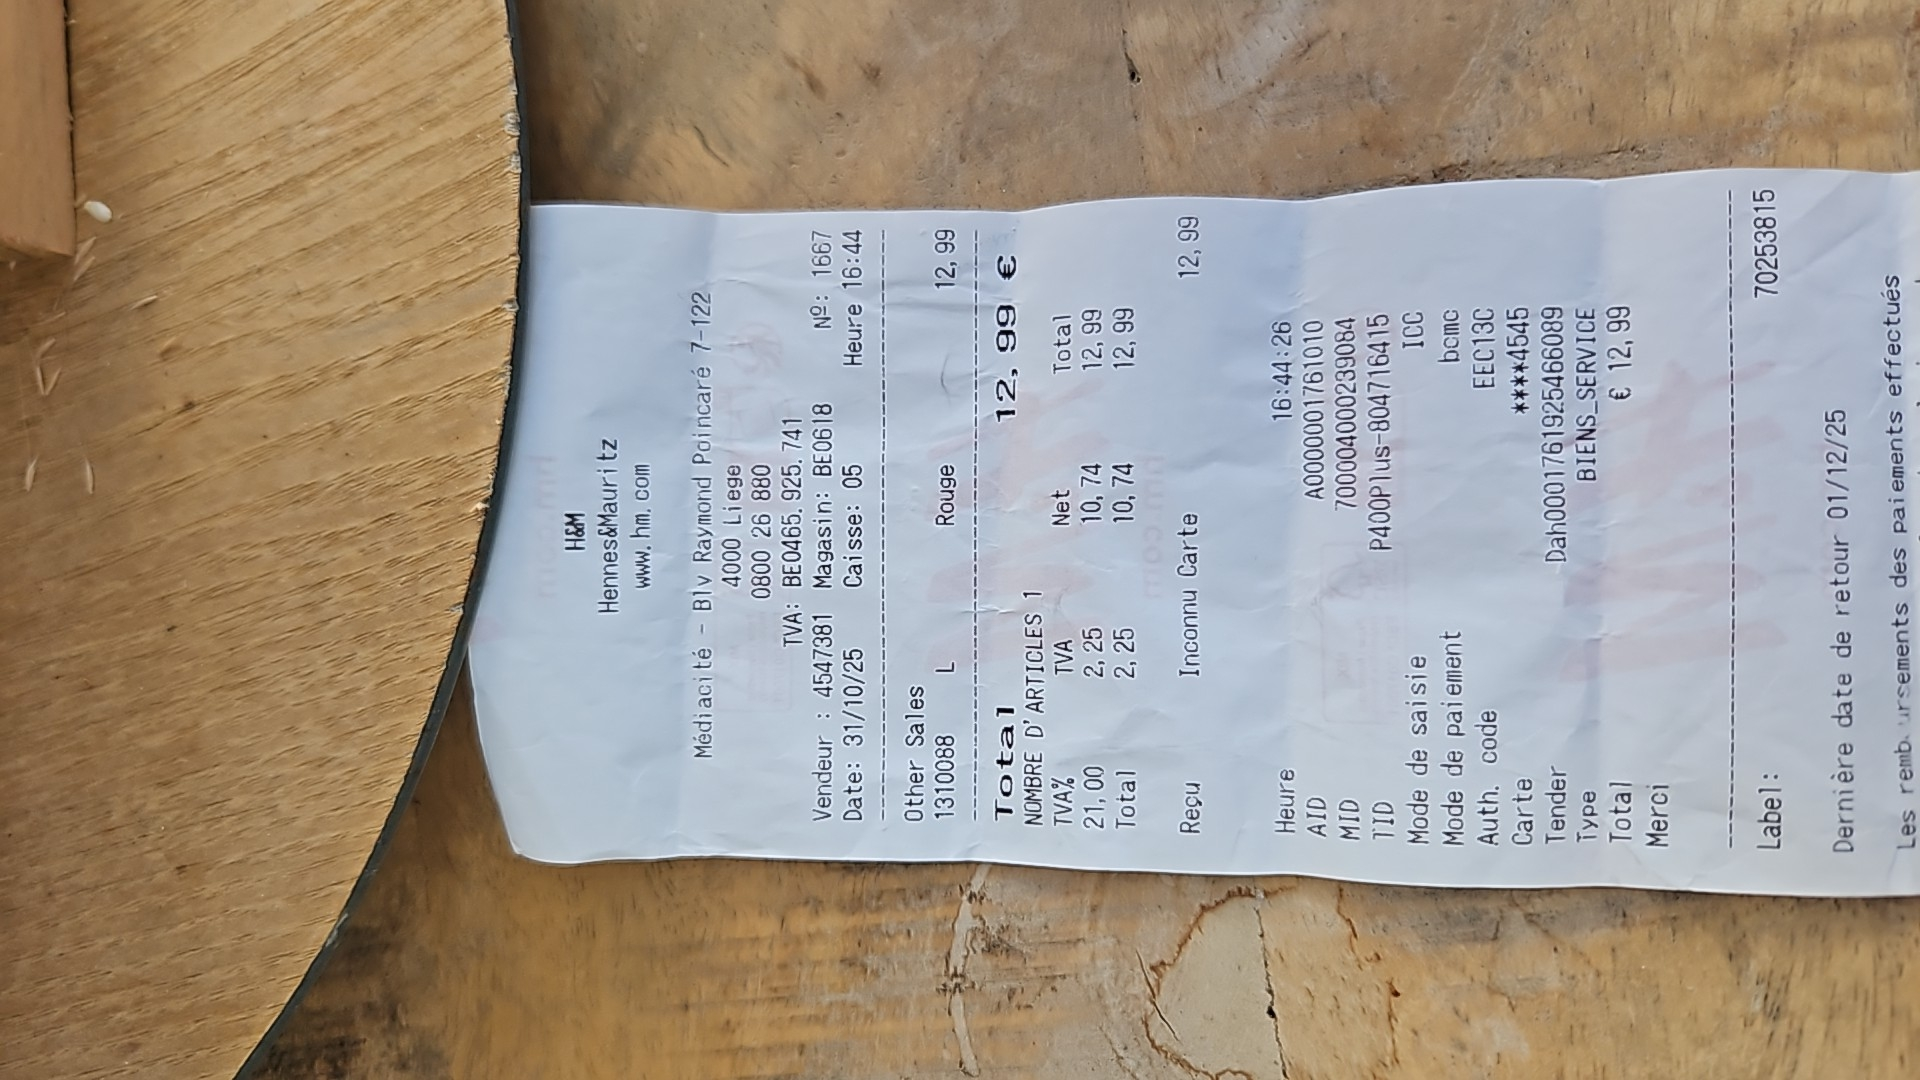 H&M
Hennes&Mauritz
www.hm.com
Médiacité - Blv Raymond Poincaré 7-122
4000 Liege
0800 26 880
TVA: BE0465.925.741
Vendeur : 4547381 Magasin: BE0618 Nº: 1667
Date: 31/10/25 Caisse: 05 Heure 16:44
Other Sales
1310088 L Rouge 12,99
Total 12,99 €
NOMBRE D'ARTICLES 1
TVA% TVA Net Total
21,00 2,25 10,74 12,99
Total 2,25 10,74 12,99
Reçu Inconnu Carte 12,99
Heure 16:44:26
AID A0000001761010
MID 7000040000239084
TID P400Plus-804716415
Mode de saisie ICC
Mode de paiement bcmc
Auth. code EEC13C
Carte ****4545
Tender Dah0001761925466089
Type BIENS_SERVICE
Total € 12,99
Merci
Label: 70253815
Dernière date de retour 01/12/25
Les remboursements des paiements effectués